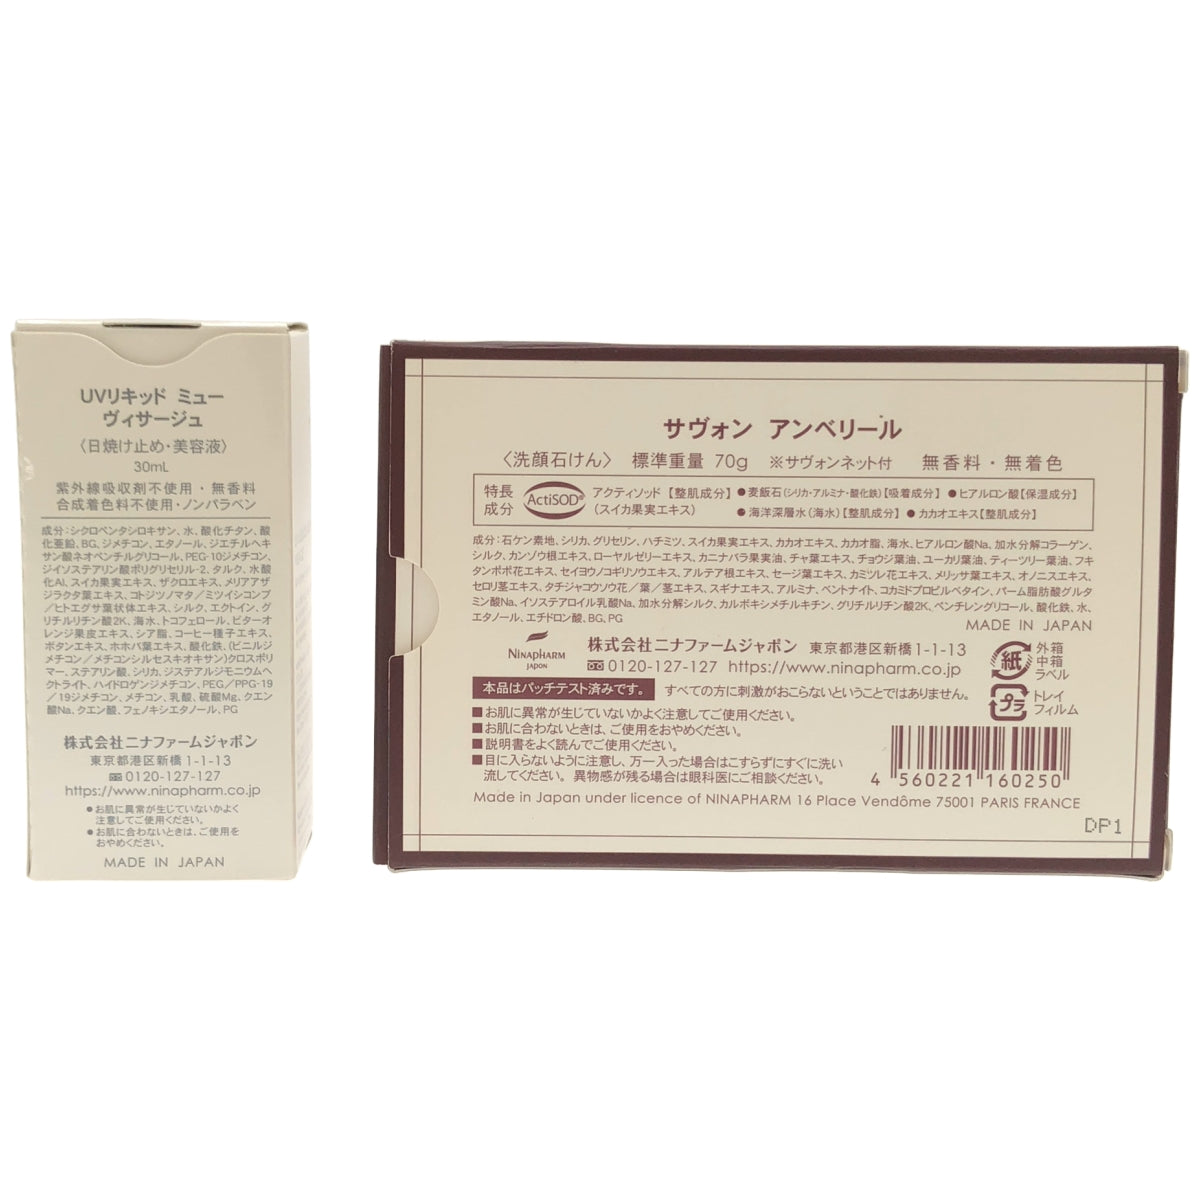 UVリキッド ミュー
ヴィサージュ
〈日焼け止め・美容液〉
30mL
紫外線吸収剤不使用・無香料
合成着色料不使用・ノンパラベン
成分:シクロペンタシロキサン、水、酸化チタン、酸
化亜鉛、BG、ジメチコン、エタノール、ジエチルヘキ
サン酸ネオペンチルグリコール、PEG-10ジメチコン、
ジイソステアリン酸ポリグリセリル-2、タルク、水酸
化Al、スイカ果実エキス、ザクロエキス、メリアアザ
ジラクタ葉エキス、コトジツノマタ/ミツイシコンブ
/ヒトエグサ葉状体エキス、シルク、エクトイン、グ
リチルリチン酸2K、海水、トコフェロール、ビターオ
レンジ果皮エキス、シア脂、コーヒー種子エキス、
ボタンエキス、ホホバ葉エキス、酸化鉄、(ビニルジ
メチコン/メチコンシルセスキオキサン)クロスポリ
マー、ステアリン酸、シリカ、ジステアルジモニウムヘ
クトライト、ハイドロゲンジメチコン、PEG/PPG-19
/19ジメチコン、メチコン、乳酸、硫酸Mg、クエン
酸Na、クエン酸、フェノキシエタノール、PG
株式会社ニナファームジャポン
東京都港区新橋1-1-13
0120-127-127
https://www.ninapharm.co.jp
●お肌に異常が生じていないかよく
注意してご使用ください。
●お肌に合わないときは、ご使用を
おやめください。
MADE IN JAPAN
サヴォン アンベリール
〈洗顔石けん〉 標準重量 70g ※サヴォンネット付 無香料・無着色
特長
成分
ActiSOD®
アクティソッド【整肌成分】
(スイカ果実エキス)
●麦飯石(シリカ・アルミナ・酸化鉄)【吸着成分】 ●ヒアルロン酸【保湿成分】
●海洋深層水(海水)【整肌成分】 ●カカオエキス【整肌成分】
成分:石ケン素地、シリカ、グリセリン、ハチミツ、スイカ果実エキス、カカオエキス、カカオ脂、海水、ヒアルロン酸Na、加水分解コラーゲン、
シルク、カンゾウ根エキス、ローヤルゼリーエキス、カニナバラ果実油、チャ葉エキス、チョウジ葉油、ユーカリ葉油、ティーツリー葉油、フキ
タンポポ花エキス、セイヨウノコギリソウエキス、アルテア根エキス、セージ葉エキス、カミツレ花エキス、メリッサ葉エキス、オノニスエキス、
セロリ茎エキス、タチジャコウソウ花/葉/茎エキス、スギナエキス、アルミナ、ベントナイト、コカミドプロピルベタイン、パーム脂肪酸グルタ
ミン酸Na、イソステアロイル乳酸Na、加水分解シルク、カルボキシメチルキチン、グリチルリチン酸2K、ペンチレングリコール、酸化鉄、水、
エタノール、エチドロン酸、BG、PG
MADE IN JAPAN
NINAPHARM
JAPON
株式会社ニナファームジャポン 東京都港区新橋1-1-13
0120-127-127 https://www.ninapharm.co.jp
紙
外箱
中箱
ラベル
プラ
トレイ
フィルム
本品はパッチテスト済みです。 すべての方に刺激がおこらないということではありません。
■お肌に異常が生じていないかよく注意してご使用ください。
■お肌に合わないときは、ご使用をおやめください。
■説明書をよく読んでご使用ください。
■目に入らないように注意し、万一入った場合はこすらずにすぐに洗い
流してください。異物感が残る場合は眼科医にご相談ください。
4 560221 160250
Made in Japan under licence of NINAPHARM 16 Place Vendôme 75001 PARIS FRANCE
DP1